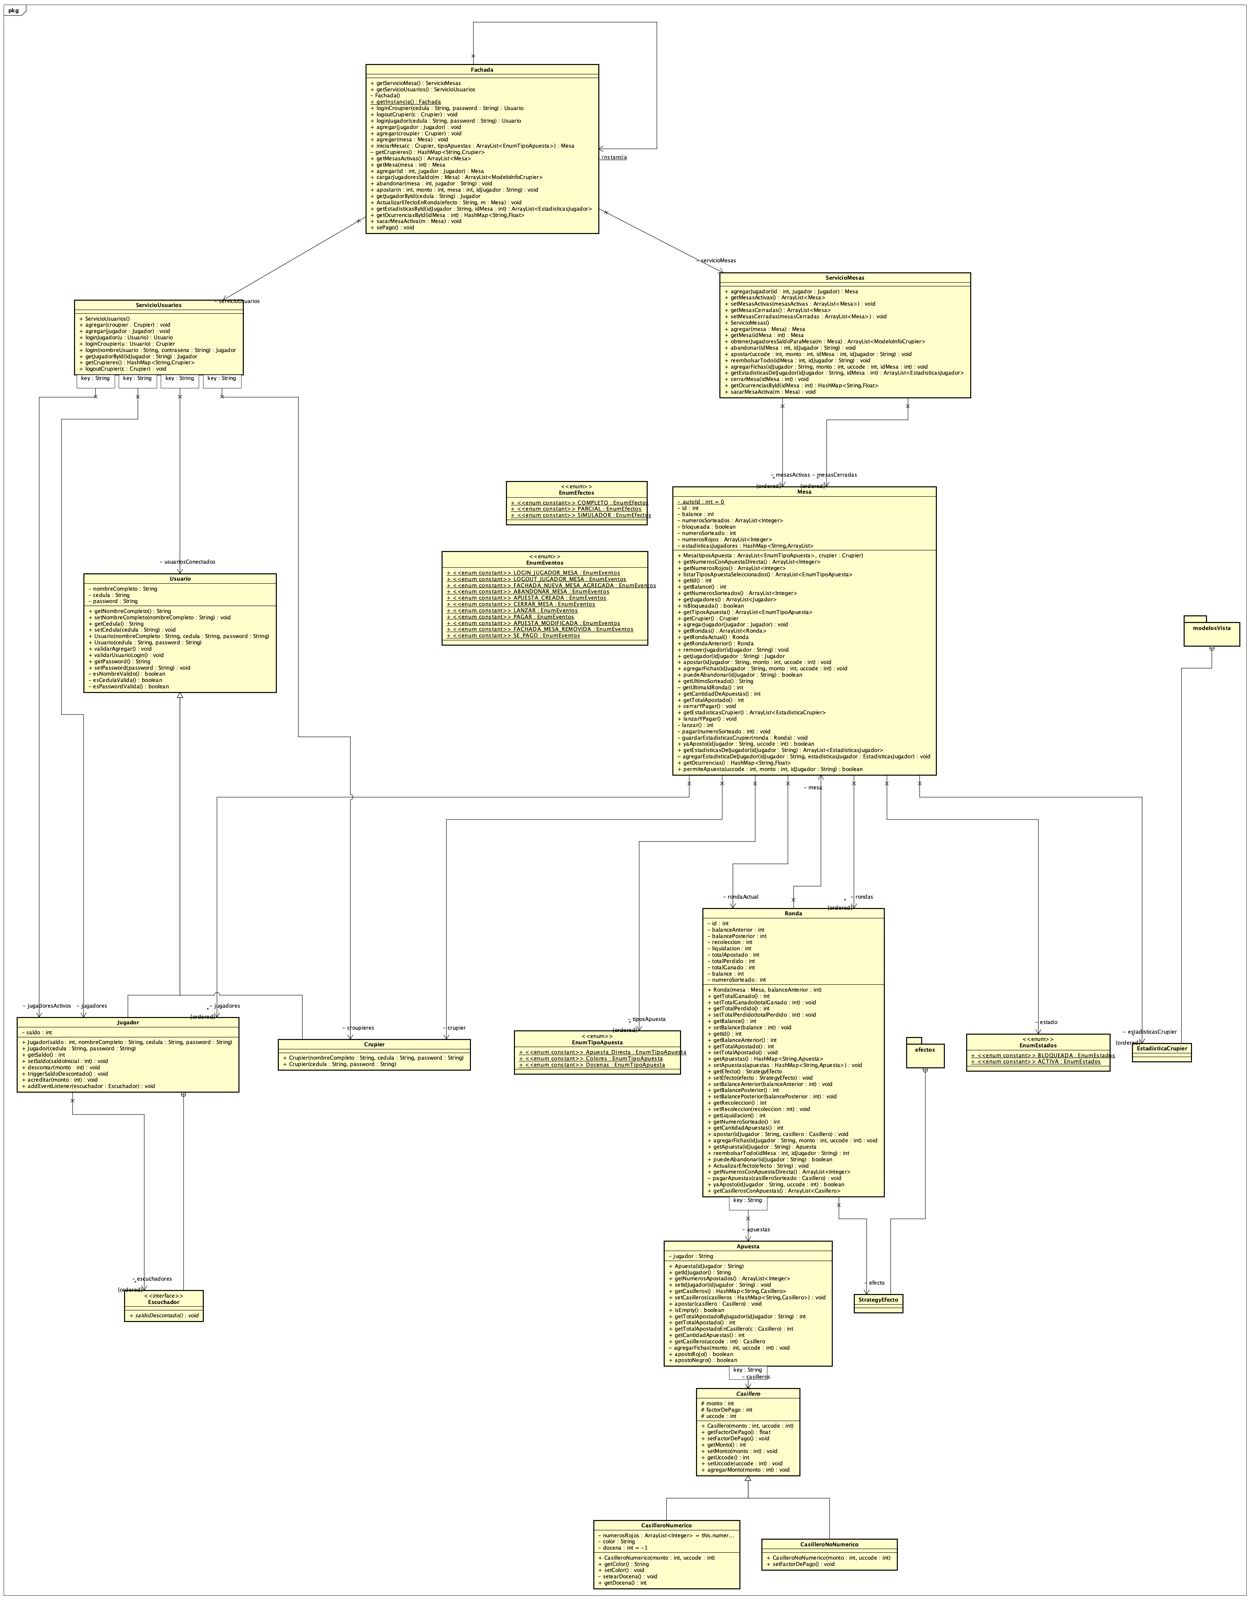 pkg
Fachada
+ getServicioMesa() : ServicioMesas
+ getServicioUsuarios() : ServicioUsuarios
− Fachada()
+ getInstancia() : Fachada
+ loginCroupier(cedula : String, password : String) : Usuario
+ logoutCrupier(c : Crupier) : void
+ loginJugador(cedula : String, password : String) : Usuario
+ agregar(jugador : Jugador) : void
+ agregar(croupier : Crupier) : void
+ agregar(mesa : Mesa) : void
+ iniciarMesa(c : Crupier, tipoApuestas : ArrayList<EnumTipoApuesta>) : Mesa
− getCrupieres() : HashMap<String,Crupier>
+ getMesasActivas() : ArrayList<Mesa>
+ getMesa(mesa : int) : Mesa
+ agregar(id : int, jugador : Jugador) : Mesa
+ cargarJugadoresSaldo(m : Mesa) : ArrayList<ModeloInfoCrupier>
+ abandonar(mesa : int, jugador : String) : void
+ apostar(n : int, monto : int, mesa : int, idJugador : String) : void
+ getJugadorById(cedula : String) : Jugador
+ ActualizarEfectoEnRonda(efecto : String, m : Mesa) : void
+ getEstadisticasById(idJugador : String, idMesa : int) : ArrayList<EstadisticasJugador>
+ getOcurrenciasById(idMesa : int) : HashMap<String,Float>
+ sacarMesaActiva(m : Mesa) : void
+ sePago() : void
instancia
− servicioUsuarios
− servicioMesas
ServicioUsuarios
+ ServicioUsuarios()
+ agregar(croupier : Crupier) : void
+ agregar(jugador : Jugador) : void
+ loginJugador(u : Usuario) : Usuario
+ loginCroupier(u : Usuario) : Crupier
+ login(nombreUsuario : String, contrasena : String) : Jugador
+ getJugadorById(idJugador : String) : Jugador
+ getCrupieres() : HashMap<String,Crupier>
+ logoutCrupier(c : Crupier) : void
key : String
key : String
key : String
key : String
ServicioMesas
+ agregarJugador(id : int, jugador : Jugador) : Mesa
+ getMesasActivas() : ArrayList<Mesa>
+ setMesasActivas(mesasActivas : ArrayList<Mesa>) : void
+ getMesasCerradas() : ArrayList<Mesa>
+ setMesasCerradas(mesasCerradas : ArrayList<Mesa>) : void
+ ServicioMesas()
+ agregar(mesa : Mesa) : Mesa
+ getMesa(idMesa : int) : Mesa
+ obtenerJugadoresSaldoParaMesa(m : Mesa) : ArrayList<ModeloInfoCrupier>
+ abandonar(idMesa : int, idJugador : String) : void
+ apostar(uccode : int, monto : int, idMesa : int, idJugador : String) : void
+ reembolsarTodo(idMesa : int, idJugador : String) : void
+ agregarFichas(idJugador : String, monto : int, uccode : int, idMesa : int) : void
+ getEstadisticasDelJugador(idJugador : String, idMesa : int) : ArrayList<EstadisticasJugador>
+ cerrarMesa(idMesa : int) : void
+ getOcurrenciasById(idMesa : int) : HashMap<String,Float>
+ sacarMesaActiva(m : Mesa) : void
− mesasActivas
* {ordered}
− mesasCerradas
* {ordered}
<<enum>>
EnumEfectos
+ <<enum constant>> COMPLETO : EnumEfectos
+ <<enum constant>> PARCIAL : EnumEfectos
+ <<enum constant>> SIMULADOR : EnumEfectos
<<enum>>
EnumEventos
+ <<enum constant>> LOGIN_JUGADOR_MESA : EnumEventos
+ <<enum constant>> LOGOUT_JUGADOR_MESA : EnumEventos
+ <<enum constant>> FACHADA_NUEVA_MESA_AGREGADA : EnumEventos
+ <<enum constant>> ABANDONAR_MESA : EnumEventos
+ <<enum constant>> APUESTA_CREADA : EnumEventos
+ <<enum constant>> CERRAR_MESA : EnumEventos
+ <<enum constant>> LANZAR : EnumEventos
+ <<enum constant>> PAGAR : EnumEventos
+ <<enum constant>> APUESTA_MODIFICADA : EnumEventos
+ <<enum constant>> FACHADA_MESA_REMOVIDA : EnumEventos
+ <<enum constant>> SE_PAGO : EnumEventos
Mesa
− autoId : int = 0
− id : int
− balance : int
− numerosSorteados : ArrayList<Integer>
− bloqueada : boolean
− numeroSorteado : int
− numerosRojos : ArrayList<Integer>
− estadisticasJugadores : HashMap<String,ArrayList>
+ Mesa(tiposApuesta : ArrayList<EnumTipoApuesta>, crupier : Crupier)
+ getNumerosConApuestaDirecta() : ArrayList<Integer>
+ getNumerosRojos() : ArrayList<Integer>
+ listarTiposApuestaSeleccionados() : ArrayList<EnumTipoApuesta>
+ getId() : int
+ getBalance() : int
+ getNumerosSorteados() : ArrayList<Integer>
+ getJugadores() : ArrayList<Jugador>
+ isBloqueada() : boolean
+ getTiposApuesta() : ArrayList<EnumTipoApuesta>
+ getCrupier() : Crupier
+ agregarJugador(jugador : Jugador) : void
+ getRondas() : ArrayList<Ronda>
+ getRondaActual() : Ronda
+ getRondaAnterior() : Ronda
+ removerJugador(idJugador : String) : void
+ getJugador(idJugador : String) : Jugador
+ apostar(idJugador : String, monto : int, uccode : int) : void
+ agregarFichas(idJugador : String, monto : int, uccode : int) : void
+ puedeAbandonar(idJugador : String) : boolean
+ getUltimoSorteado() : String
− getUltimaIdRonda() : int
+ getCantidadDeApuestas() : int
+ getTotalApostado() : int
+ cerrarYPagar() : void
+ getEstadisticasCrupier() : ArrayList<EstadisticaCrupier>
+ lanzarYPagar() : void
− lanzar() : int
− pagar(numeroSorteado : int) : void
− guardarEstadisticasCrupier(ronda : Ronda) : void
+ yaAposto(idJugador : String, uccode : int) : boolean
+ getEstadisticasDelJugador(idJugador : String) : ArrayList<EstadisticasJugador>
− agregarEstadisticaDelJugador(idJugador : String, estadisticasJugador : EstadisticasJugador) : void
+ getOcurrencias() : HashMap<String,Float>
+ permiteApuesta(uccode : int, monto : int, idJugador : String) : boolean
modelosVista
− usuariosConectados
Usuario
− nombreCompleto : String
− cedula : String
− password : String
+ getNombreCompleto() : String
+ setNombreCompleto(nombreCompleto : String) : void
+ getCedula() : String
+ setCedula(cedula : String) : void
+ Usuario(nombreCompleto : String, cedula : String, password : String)
+ Usuario(cedula : String, password : String)
+ validarAgregar() : void
+ validarUsuarioLogin() : void
+ getPassword() : String
+ setPassword(password : String) : void
− esNombreValido() : boolean
− esCedulaValida() : boolean
− esPasswordValida() : boolean
− mesa
− rondaActual
− rondas
* {ordered}
Ronda
− id : int
− balanceAnterior : int
− balancePosterior : int
− recoleccion : int
− liquidacion : int
− totalApostado : int
− totalPerdido : int
− totalGanado : int
− balance : int
− numeroSorteado : int
+ Ronda(mesa : Mesa, balanceAnterior : int)
+ getTotalGanado() : int
+ setTotalGanado(totalGanado : int) : void
+ getTotalPerdido() : int
+ setTotalPerdido(totalPerdido : int) : void
+ getBalance() : int
+ setBalance(balance : int) : void
+ getId() : int
+ getBalanceAnterior() : int
+ getTotalApostado() : int
+ setTotalApostado() : void
+ getApuestas() : HashMap<String,Apuesta>
+ setApuestas(apuestas : HashMap<String,Apuesta>) : void
+ getEfecto() : StrategyEfecto
+ setEfecto(efecto : StrategyEfecto) : void
+ setBalanceAnterior(balanceAnterior : int) : void
+ getBalancePosterior() : int
+ setBalancePosterior(balancePosterior : int) : void
+ getRecoleccion() : int
+ setRecoleccion(recoleccion : int) : void
+ getLiquidacion() : int
+ getNumeroSorteado() : int
+ getCantidadApuestas() : int
+ apostar(idJugador : String, casillero : Casillero) : void
+ agregarFichas(idJugador : String, monto : int, uccode : int) : void
+ getApuesta(idJugador : String) : Apuesta
+ reembolsarTodo(idMesa : int, idJugador : String) : int
+ puedeAbandonar(idJugador : String) : boolean
+ ActualizarEfecto(efecto : String) : void
+ getNumerosConApuestaDirecta() : ArrayList<Integer>
− pagarApuestas(casilleroSorteado : Casillero) : void
+ yaAposto(idJugador : String, uccode : int) : boolean
+ getCasillerosConApuestas() : ArrayList<Casillero>
key : String
− jugadoresActivos
− jugadores
− jugadores
* {ordered}
Jugador
− saldo : int
+ Jugador(saldo : int, nombreCompleto : String, cedula : String, password : String)
+ Jugador(cedula : String, password : String)
+ getSaldo() : int
+ setSaldo(saldoInicial : int) : void
+ descontar(monto : int) : void
+ triggerSaldoDescontado() : void
+ acreditar(monto : int) : void
+ addEventListener(escuchador : Escuchador) : void
− croupieres
− crupier
Crupier
+ Crupier(nombreCompleto : String, cedula : String, password : String)
+ Crupier(cedula : String, password : String)
− tiposApuesta
* {ordered}
<<enum>>
EnumTipoApuesta
+ <<enum constant>> Apuesta_Directa : EnumTipoApuesta
+ <<enum constant>> Colores : EnumTipoApuesta
+ <<enum constant>> Docenas : EnumTipoApuesta
efectos
− estado
<<enum>>
EnumEstados
+ <<enum constant>> BLOQUEADA : EnumEstados
+ <<enum constant>> ACTIVA : EnumEstados
− estadisticasCrupier
* {ordered}
EstadisticaCrupier
− apuestas
Apuesta
− jugador : String
+ Apuesta(idJugador : String)
+ getIdJugador() : String
+ getNumerosApostados() : ArrayList<Integer>
+ setIdJugador(idJugador : String) : void
+ getCasilleros() : HashMap<String,Casillero>
+ setCasilleros(casilleros : HashMap<String,Casillero>) : void
+ apostar(casillero : Casillero) : void
+ isEmpty() : boolean
+ getTotalApostadoByJugador(idJugador : String) : int
+ getTotalApostado() : int
+ getTotalApostadoEnCasillero(c : Casillero) : int
+ getCantidadApuestas() : int
+ getCasillero(uccode : int) : Casillero
− agregarFichas(monto : int, uccode : int) : void
+ apostoRojo() : boolean
+ apostoNegro() : boolean
key : String
− efecto
StrategyEfecto
− escuchadores
* {ordered}
<<interface>>
Escuchador
+ saldoDescontado() : void
− casilleros
Casillero
# monto : int
# factorDePago : int
# uccode : int
+ Casillero(monto : int, uccode : int)
+ getFactorDePago() : float
+ setFactorDePago() : void
+ getMonto() : int
+ setMonto(monto : int) : void
+ getUccode() : int
+ setUccode(uccode : int) : void
+ agregarMonto(monto : int) : void
CasilleroNumerico
− numerosRojos : ArrayList<Integer> = this.numer...
− color : String
− docena : int = −1
+ CasilleroNumerico(monto : int, uccode : int)
+ getColor() : String
+ setColor() : void
− setearDocena() : void
+ getDocena() : int
CasilleroNoNumerico
+ CasilleroNoNumerico(monto : int, uccode : int)
+ setFactorDePago() : void